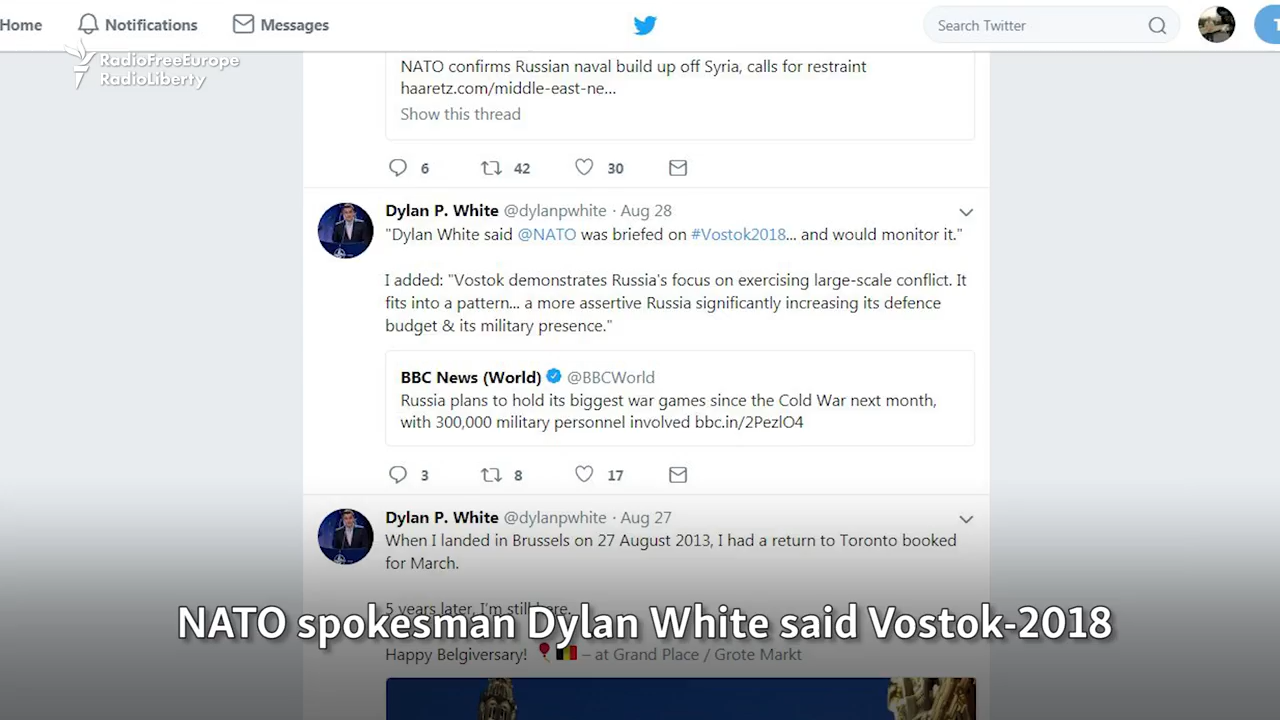 Home Notifications Messages Search Twitter
RadioFreeEurope
RadioLiberty
NATO confirms Russian naval build up off Syria, calls for restraint
haaretz.com/middle-east-ne...
Show this thread
6 42 30
Dylan P. White @dylanpwhite · Aug 28
"Dylan White said @NATO was briefed on #Vostok2018... and would monitor it."
I added: "Vostok demonstrates Russia's focus on exercising large-scale conflict. It
fits into a pattern... a more assertive Russia significantly increasing its defence
budget & its military presence."
BBC News (World) @BBCWorld
Russia plans to hold its biggest war games since the Cold War next month,
with 300,000 military personnel involved bbc.in/2PezlO4
3 8 17
Dylan P. White @dylanpwhite · Aug 27
When I landed in Brussels on 27 August 2013, I had a return to Toronto booked
for March.
5 years later, I'm still here.
NATO spokesman Dylan White said Vostok-2018
Happy Belgiversary! – at Grand Place / Grote Markt